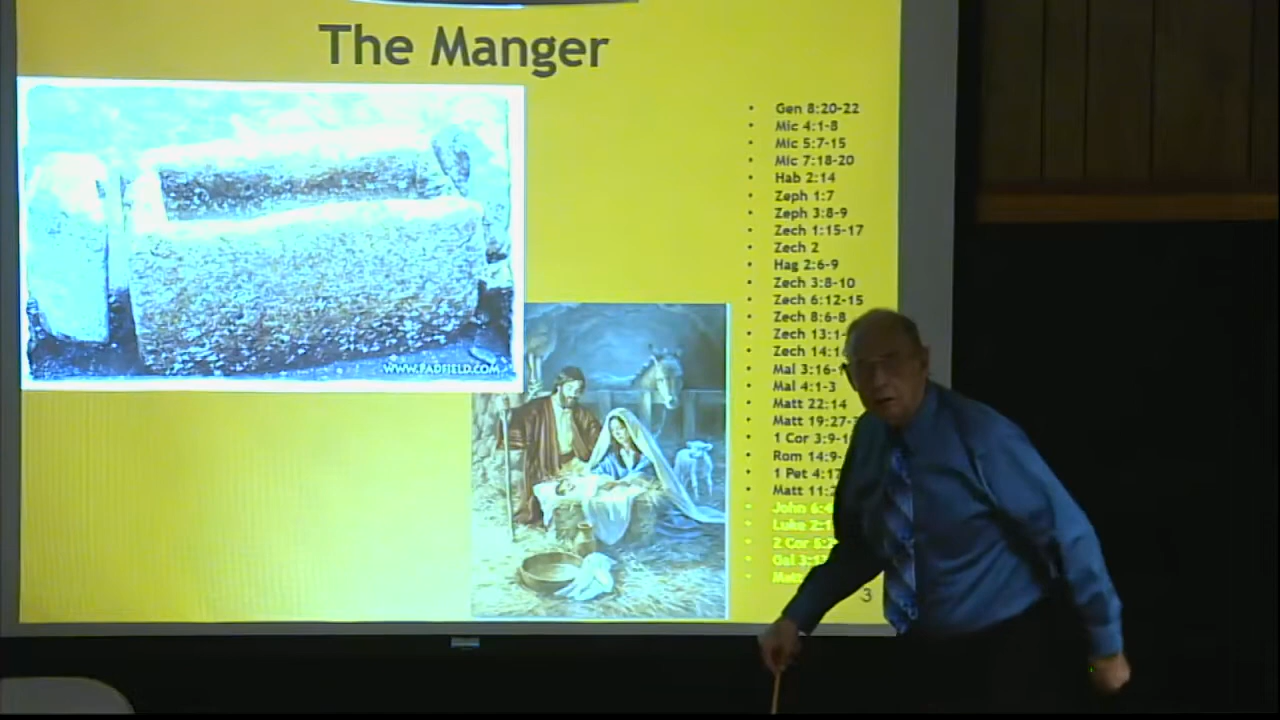 The Manger
WWW.PADFIELD.COM
• Gen 8:20-22
• Mic 4:1-8
• Mic 5:7-15
• Mic 7:18-20
• Hab 2:14
• Zeph 1:7
• Zeph 3:8-9
• Zech 1:15-17
• Zech 2
• Hag 2:6-9
• Zech 3:8-10
• Zech 6:12-15
• Zech 8:6-8
• Zech 13:1-
• Zech 14:1
• Mal 3:16-
• Mal 4:1-3
• Matt 22:14
• Matt 19:27-
• 1 Cor 3:9-1
• Rom 14:9-
• 1 Pet 4:17
• Matt 11:2
• John 6:
• Luke 2:1
• 2 Cor
• Gal 3:1
3